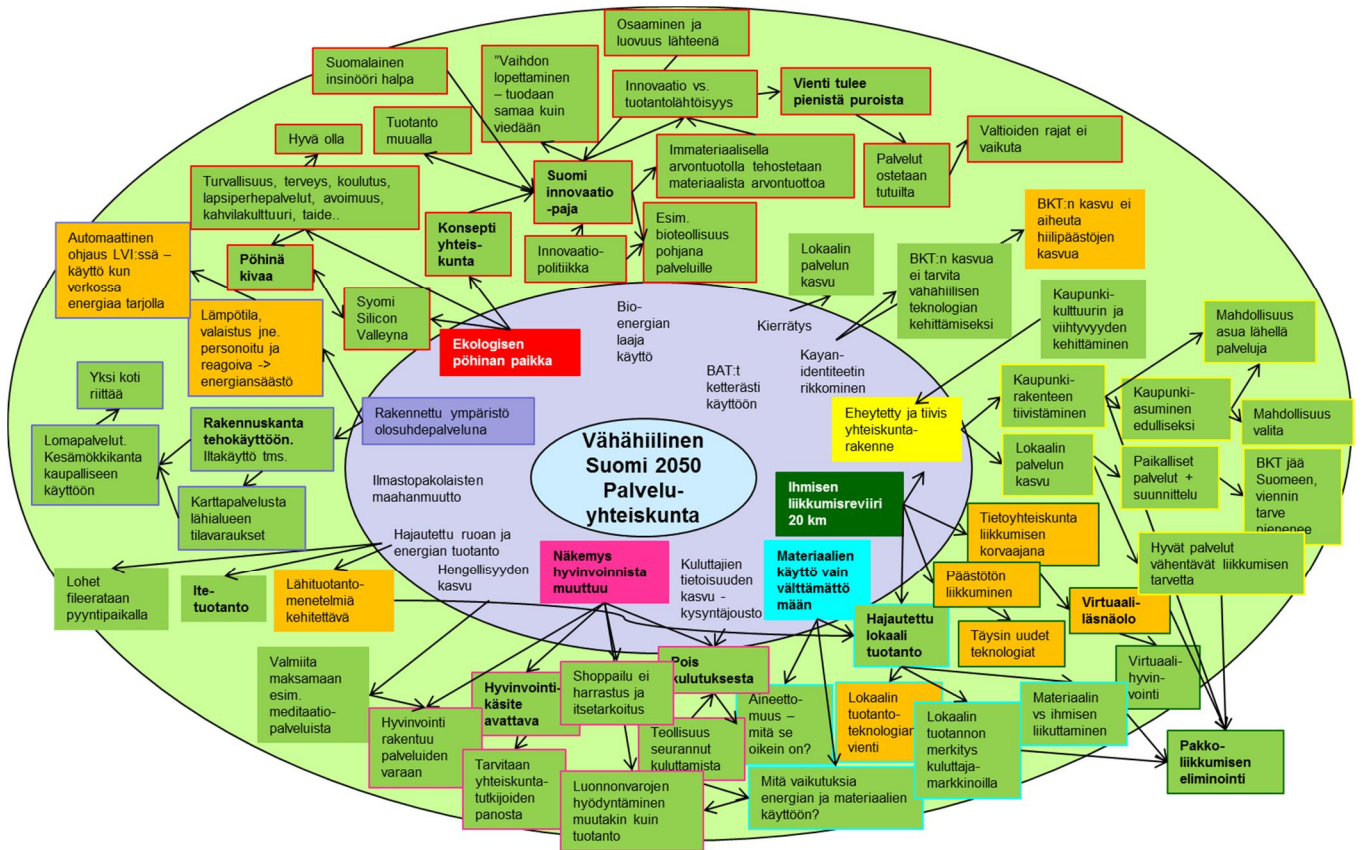 Osaaminen ja
luovuus lähteenä
Suomalainen
insinööri halpa
"Vaihdon
lopettaminen
– tuodaan
samaa kuin
viedään
Innovaatio vs.
tuotantolähtöisyys
Vienti tulee
pienistä puroista
Tuotanto
muualla
Hyvä olla
Immateriaalisella
arvontuotolla tehostetaan
materiaalista arvontuottoa
Palvelut
ostetaan
tutuilta
Valtioiden rajat ei
vaikuta
Turvallisuus, terveys, koulutus,
lapsiperhepalvelut, avoimuus,
kahvilakulttuuri, taide..
Suomi
innovaatio
-paja
Konsepti
yhteis-
kunta
Innovaatio-
politiikka
Esim.
bioteollisuus
pohjana
palveluille
BKT:n kasvu ei
aiheuta
hiilipäästöjen
kasvua
Automaattinen
ohjaus LVI:ssä –
käyttö kun
verkossa
energiaa tarjolla
Pöhinä
kivaa
Lokaalin
palvelun
kasvu
BKT:n kasvua
ei tarvita
vähähiilisen
teknologian
kehittämiseksi
Kaupunki-
kulttuurin ja
viihtyvyyden
kehittäminen
Syomi
Silicon
Valleyna
Lämpötila,
valaistus jne.
personoitu ja
reagoiva ->
energiansäästö
Ekologisen
pöhinan paikka
Bio-
energian
laaja
käyttö
Kierrätys
Kayan-
identiteetin
rikkominen
BAT:t
ketterästi
käyttöön
Mahdollisuus
asua lähellä
palveluja
Kaupunki-
rakenteen
tiivistäminen
Kaupunki-
asuminen
edulliseksi
Mahdollisuus
valita
Yksi koti
riittää
Rakennuskanta
tehokäyttöön.
Iltakäyttö tms.
Rakennettu ympäristö
olosuhdepalveluna
Eheytetty ja tiivis
yhteiskunta-
rakenne
Lomapalvelut.
Kesämökkikanta
kaupalliseen
käyttöön
Vähähiilinen
Suomi 2050
Palvelu-
yhteiskunta
Lokaalin
palvelun
kasvu
Paikalliset
palvelut +
suunnittelu
BKT jää
Suomeen,
viennin
tarve
pienenee
Karttapalvelusta
lähialueen
tilavaraukset
Ilmastopakolaisten
maahanmuutto
Ihmisen
liikkumisreviiri
20 km
Tietoyhteiskunta
liikkumisen
korvaajana
Hyvät palvelut
vähentävät liikkumisen
tarvetta
Hajautettu ruoan ja
energian tuotanto
Hengellisyyden
kasvu
Näkemys
hyvinvoinnista
muuttuu
Kuluttajien
tietoisuuden
kasvu -
kysyntäjousto
Materiaalien
käyttö vain
välttämättö
mään
Päästötön
liikkuminen
Virtuaali-
läsnäolo
Lohet
fileerataan
pyyntipaikalla
Ite-
tuotanto
Lähituotanto-
menetelmiä
kehitettävä
Hajautettu
lokaali
tuotanto
Täysin uudet
teknologiat
Virtuaali-
hyvin-
vointi
Valmiita
maksamaan
esim.
meditaatio-
palveluista
Hyvinvointi-
käsite
avattava
Shoppailu ei
harrastus ja
itsetarkoitus
Pois
kulutuksesta
Aineetto-
muus –
mitä se
oikein on?
Lokaalin
tuotanto-
teknologian
vienti
Lokaalin
tuotannon
merkitys
kuluttaja-
markkinoilla
Materiaalin
vs ihmisen
liikuttaminen
Pakko-
liikkumisen
eliminointi
Hyvinvointi
rakentuu
palveluiden
varaan
Teollisuus
seurannut
kuluttamista
Tarvitaan
yhteiskunta-
tutkijoiden
panosta
Luonnonvarojen
hyödyntäminen
muutakin kuin
tuotanto
Mitä vaikutuksia
energian ja materiaalien
käyttöön?